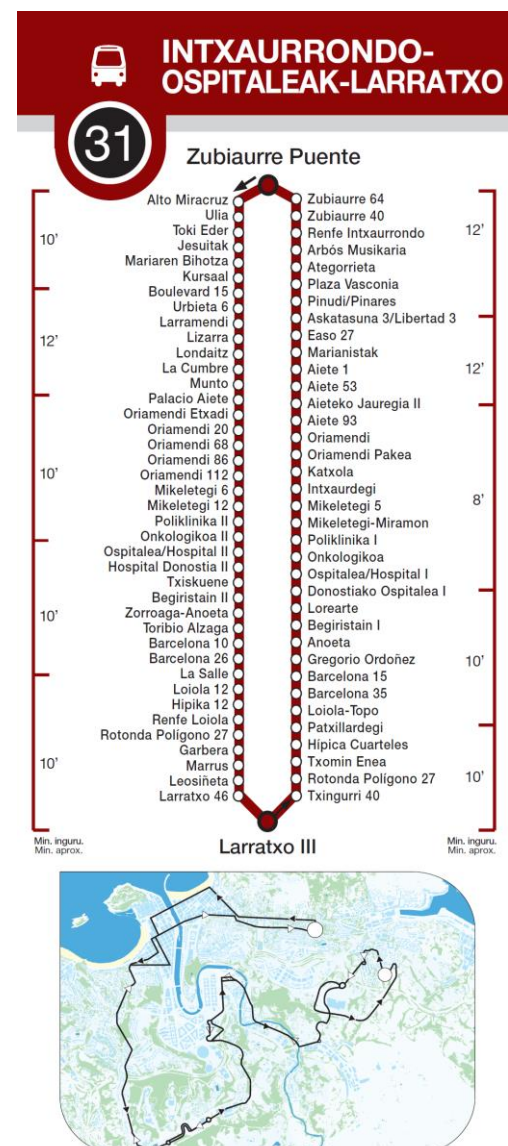 INTXAURRONDO-
OSPITALEAK-LARRATXO
31
Zubiaurre Puente
Alto Miracruz
Ulia
Toki Eder
Jesuitak
Mariaren Bihotza
Kursaal
Boulevard 15
Urbieta 6
Larramendi
Lizarra
Londaitz
La Cumbre
Munto
Palacio Aiete
Oriamendi Etxadi
Oriamendi 20
Oriamendi 68
Oriamendi 86
Oriamendi 112
Mikeletegi 6
Mikeletegi 12
Poliklinika II
Onkologikoa II
Ospitalea/Hospital II
Hospital Donostia II
Txiskuene
Begiristain II
Zorroaga-Anoeta
Toribio Alzaga
Barcelona 10
Barcelona 26
La Salle
Loiola 12
Hipika 12
Renfe Loiola
Rotonda Polígono 27
Garbera
Marrus
Leosiñeta
Larratxo 46
10'
12'
10'
10'
10'
Min. inguru.
Min. aprox.
Zubiaurre 64
Zubiaurre 40
Renfe Intxaurrondo
Arbós Musikaria
Ategorrieta
Plaza Vasconia
Pinudi/Pinares
Askatasuna 3/Libertad 3
Easo 27
Marianistak
Aiete 1
Aiete 53
Aieteko Jauregia II
Aiete 93
Oriamendi
Oriamendi Pakea
Katxola
Intxaurdegi
Mikeletegi 5
Mikeletegi-Miramon
Poliklinika I
Onkologikoa
Ospitalea/Hospital I
Donostiako Ospitalea I
Lorearte
Begiristain I
Anoeta
Gregorio Ordoñez
Barcelona 15
Barcelona 35
Loiola-Topo
Patxillardegi
Hípica Cuarteles
Txomin Enea
Rotonda Polígono 27
Txingurri 40
12'
12'
8'
10'
10'
Min. inguru.
Min. aprox.
Larratxo III